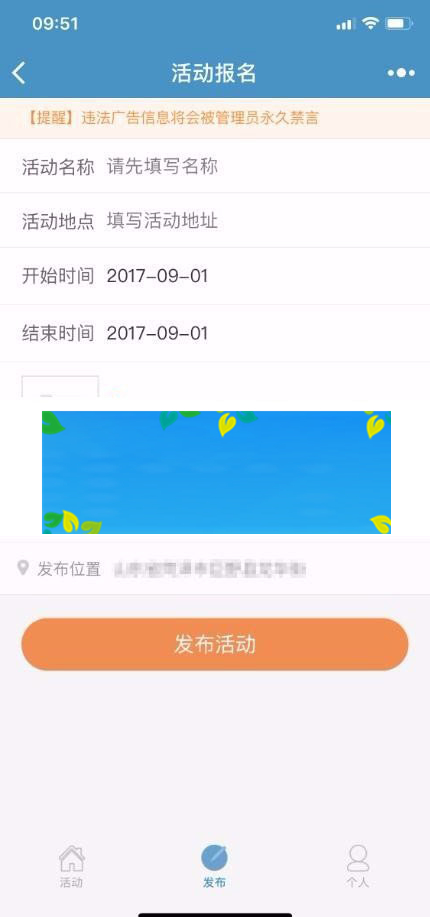 09:51
活动报名
【提醒】违法广告信息将会被管理员永久禁言
活动名称 请先填写名称
活动地点 填写活动地址
开始时间 2017-09-01
结束时间 2017-09-01
发布位置
发布活动
活动 发布 个人